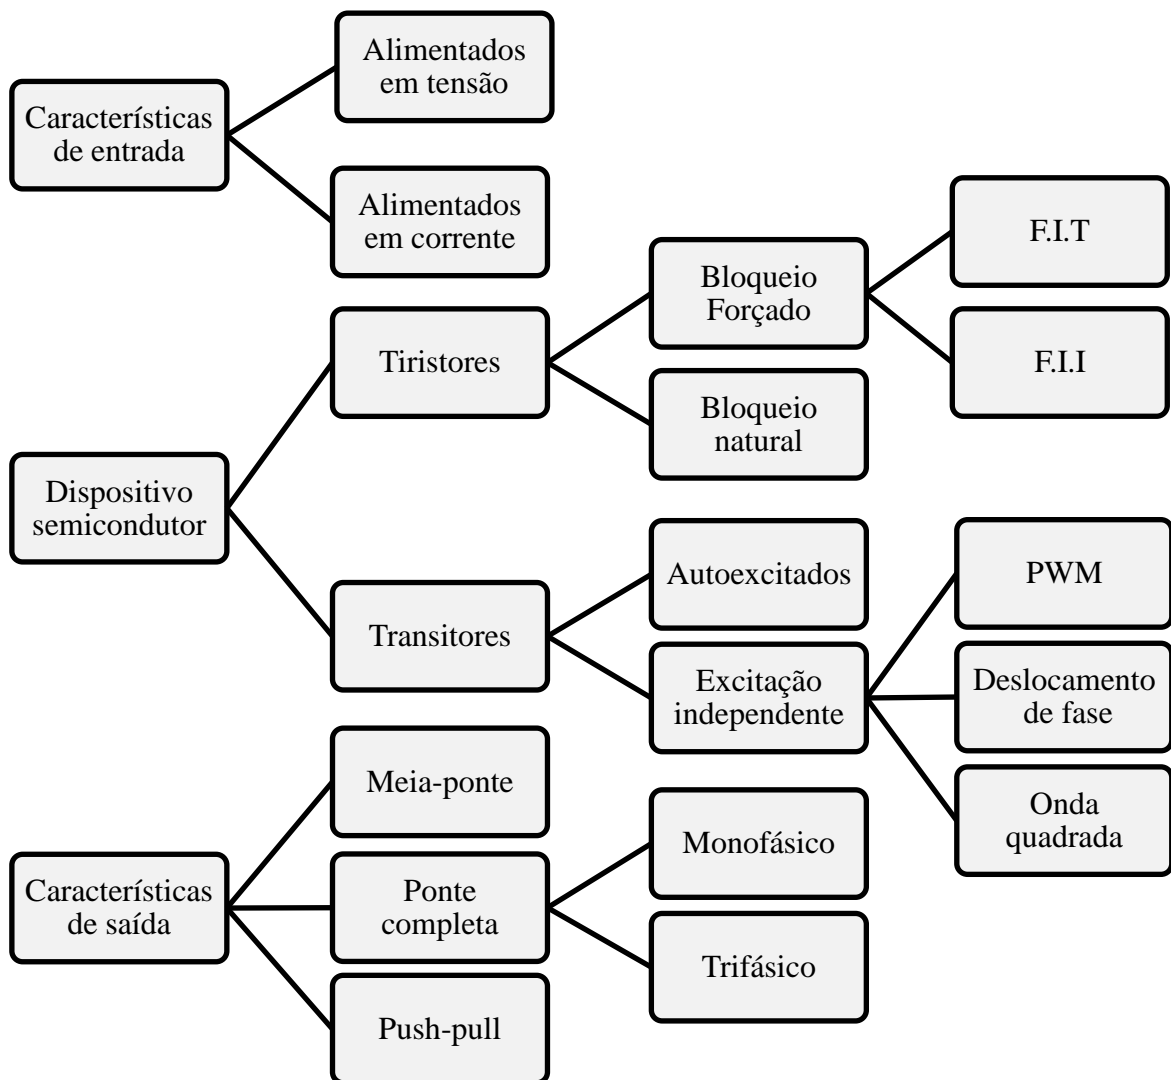 Características
de entrada
Alimentados
em tensão
Alimentados
em corrente
Dispositivo
semicondutor
Tiristores
Bloqueio
Forçado
F.I.T
F.I.I
Bloqueio
natural
Transitores
Autoexcitados
Excitação
independente
PWM
Deslocamento
de fase
Onda
quadrada
Características
de saída
Meia-ponte
Ponte
completa
Monofásico
Trifásico
Push-pull